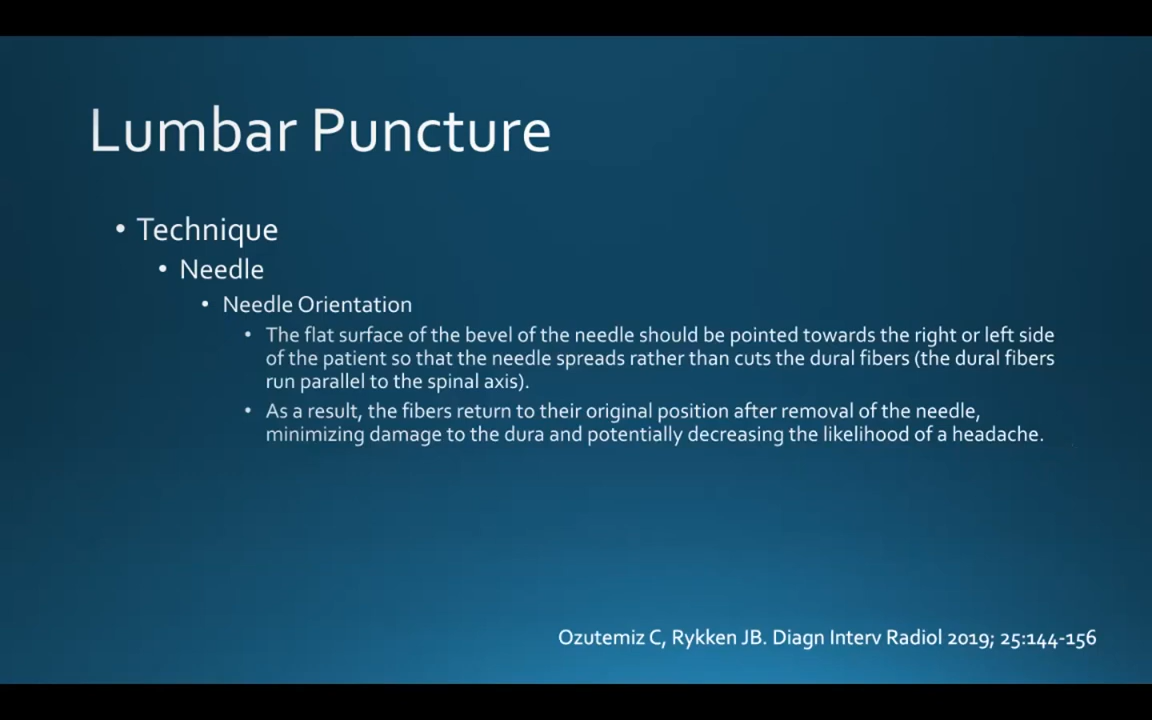 Lumbar Puncture
• Technique
• Needle
• Needle Orientation
• The flat surface of the bevel of the needle should be pointed towards the right or left side
of the patient so that the needle spreads rather than cuts the dural fibers (the dural fibers
run parallel to the spinal axis).
• As a result, the fibers return to their original position after removal of the needle,
minimizing damage to the dura and potentially decreasing the likelihood of a headache.
Ozutemiz C, Rykken JB. Diagn Interv Radiol 2019; 25:144-156